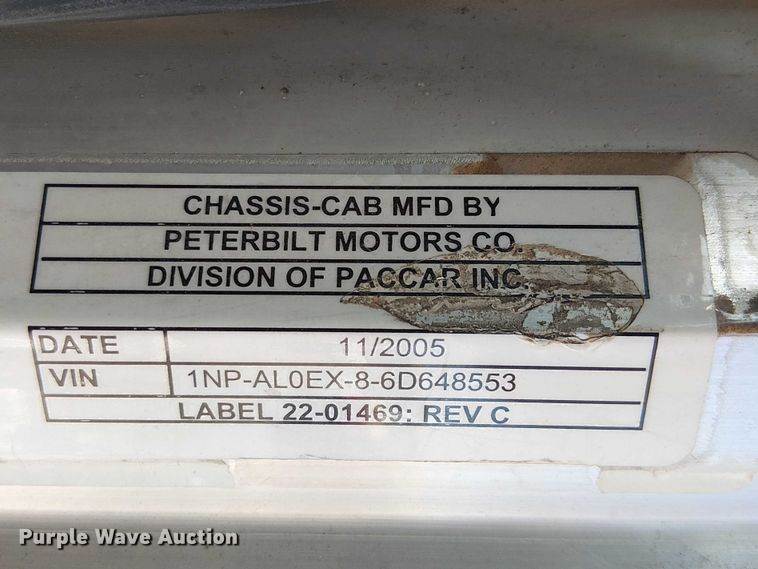 CHASSIS-CAB MFD BY
PETERBILT MOTORS CO.
DIVISION OF PACCAR INC.
DATE 11/2005
VIN 1NP-AL0EX-8-6D648553
LABEL 22-01469: REV C
Purple Wave Auction